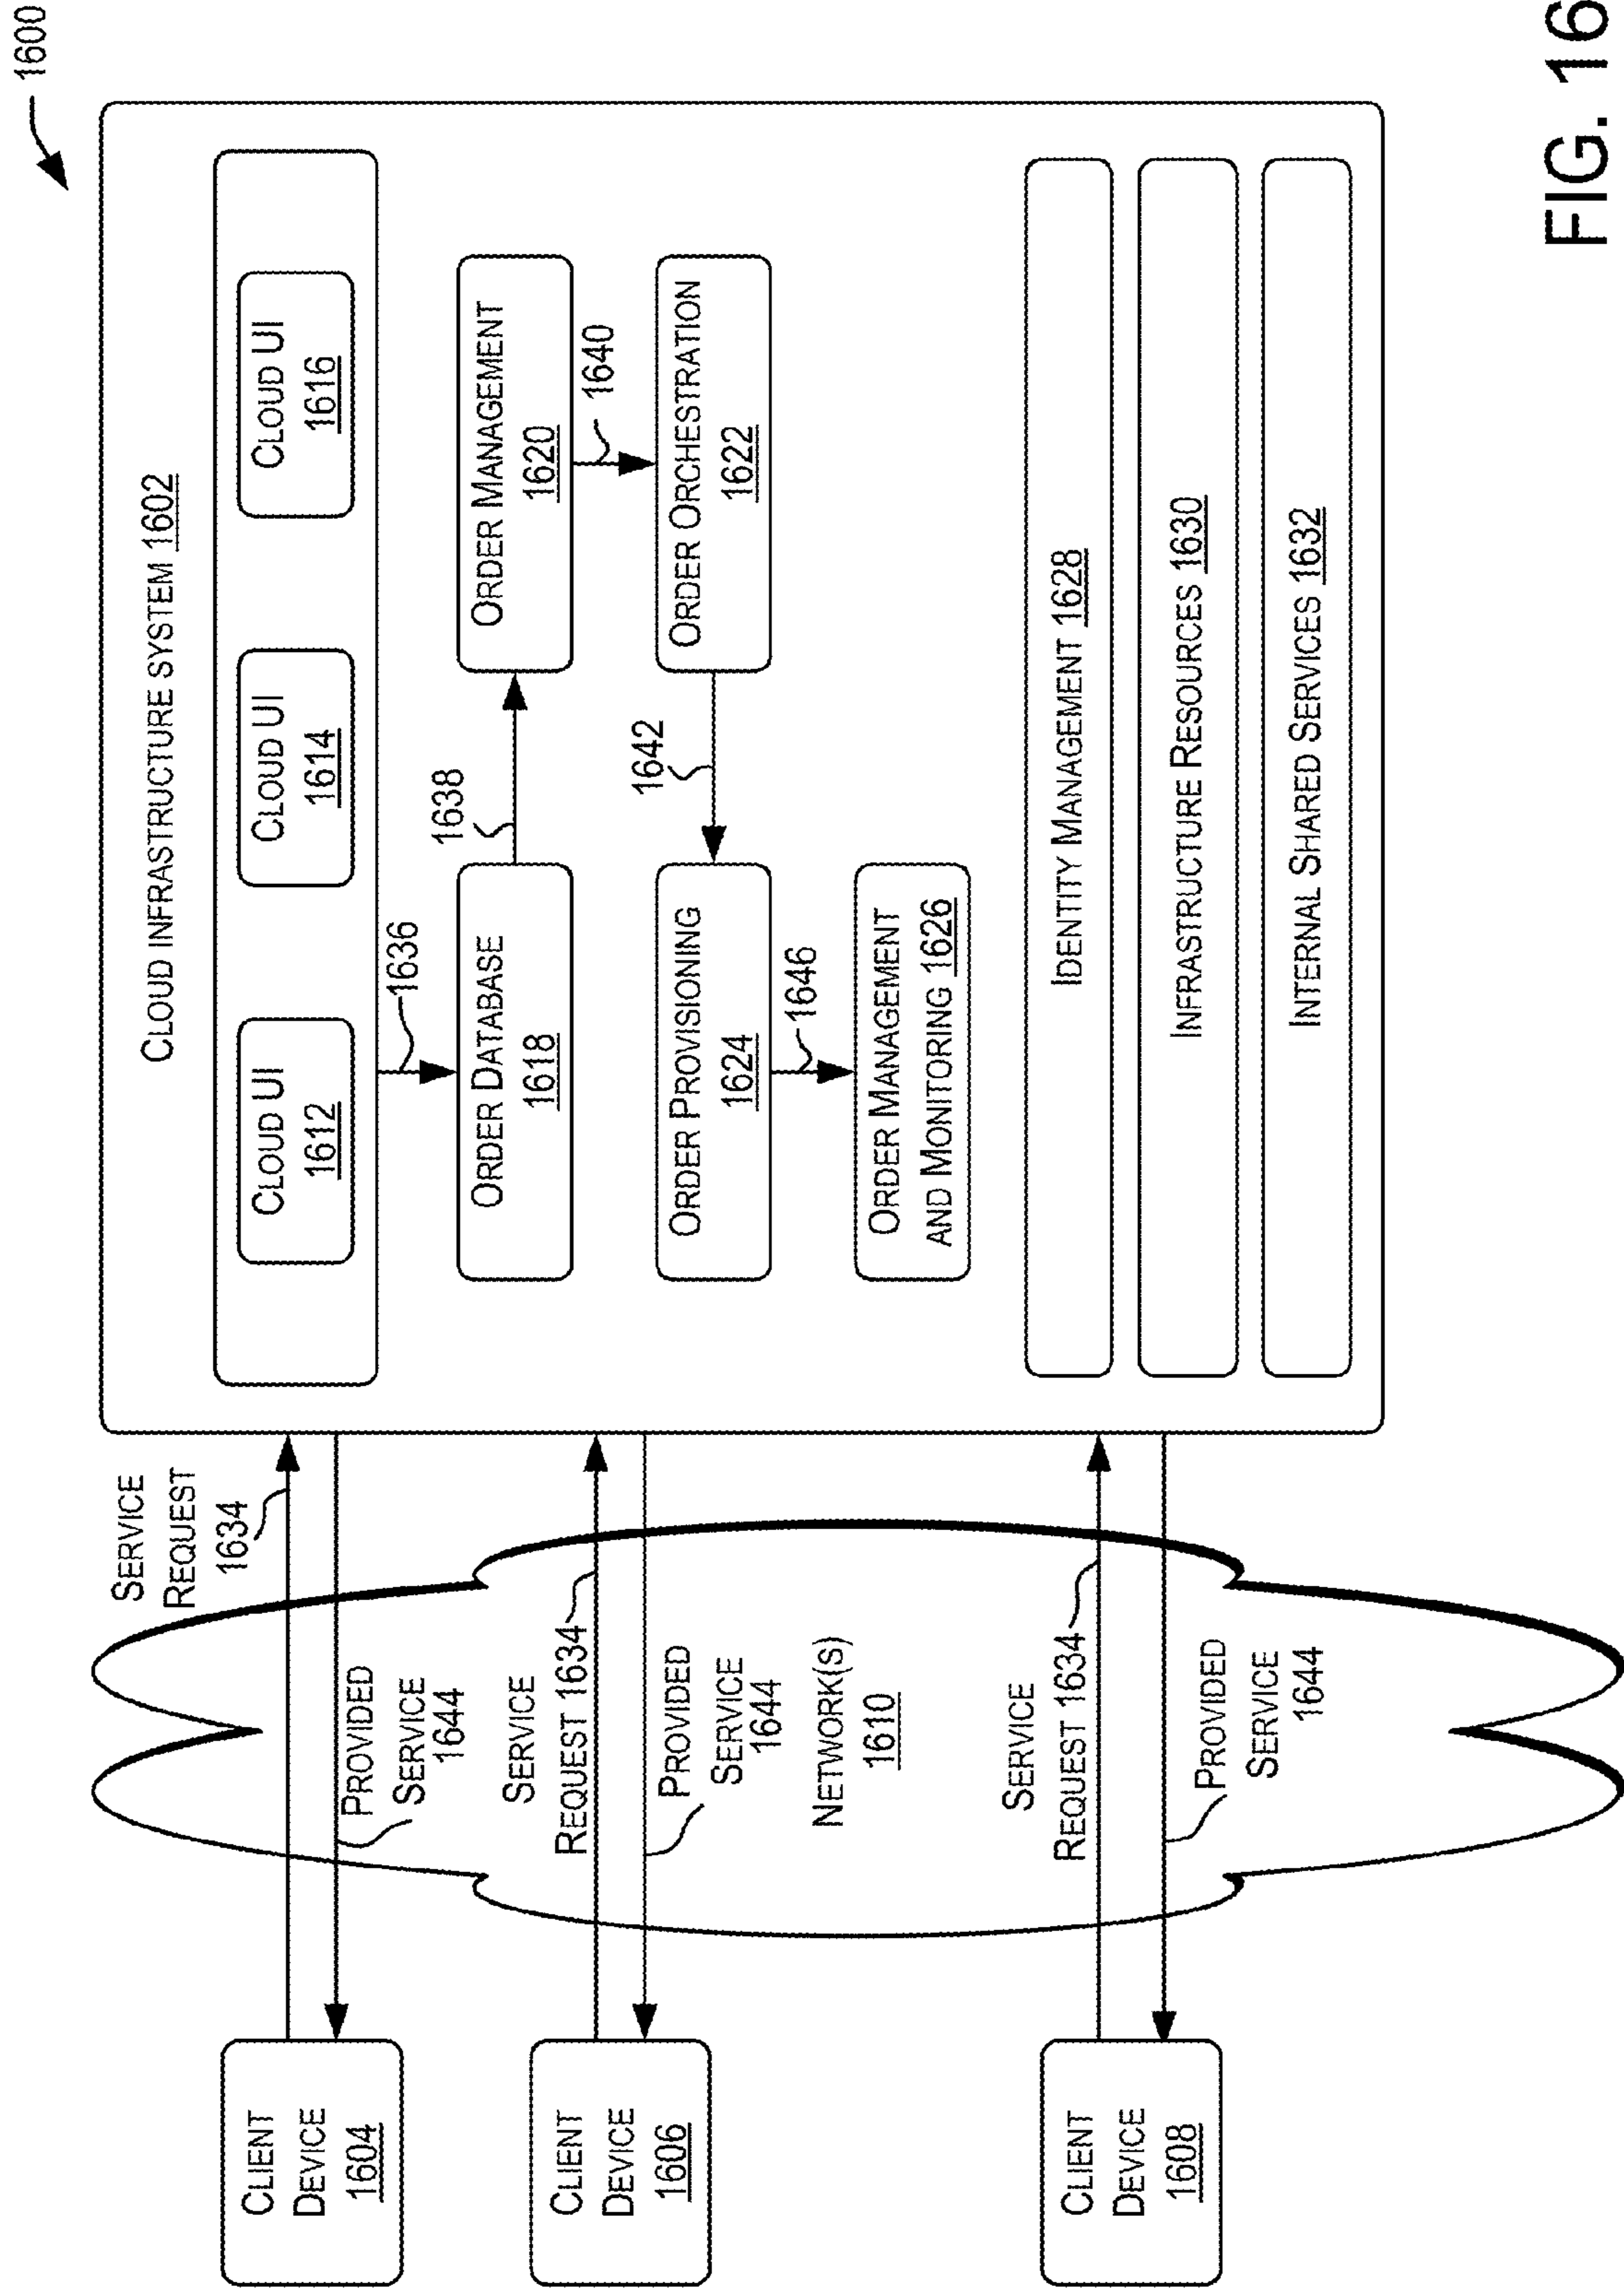 1600
CLOUD INFRASTRUCTURE SYSTEM 1602
CLOUD UI
1612
CLOUD UI
1614
CLOUD UI
1616
1636
ORDER DATABASE
1618
1638
ORDER MANAGEMENT
1620
1640
ORDER ORCHESTRATION
1622
1642
ORDER PROVISIONING
1624
1646
ORDER MANAGEMENT
AND MONITORING 1626
IDENTITY MANAGEMENT 1628
INFRASTRUCTURE RESOURCES 1630
INTERNAL SHARED SERVICES 1632
CLIENT
DEVICE
1604
SERVICE
REQUEST
1634
PROVIDED
SERVICE
1644
CLIENT
DEVICE
1606
SERVICE
REQUEST 1634
PROVIDED
SERVICE
1644
NETWORK(S)
1610
CLIENT
DEVICE
1608
SERVICE
REQUEST 1634
PROVIDED
SERVICE
1644
FIG. 16